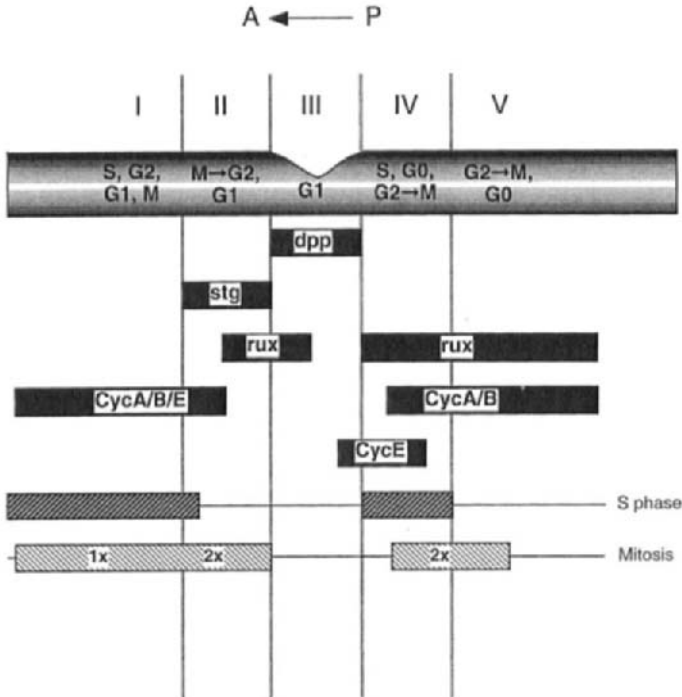 A ← P
I II III IV V
S, G2, M→G2, S, G0, G2→M,
G1, M G1 G1 G2→M G0
dpp
stg
rux rux
CycA/B/E CycA/B
CycE
S phase
1x 2x 2x Mitosis